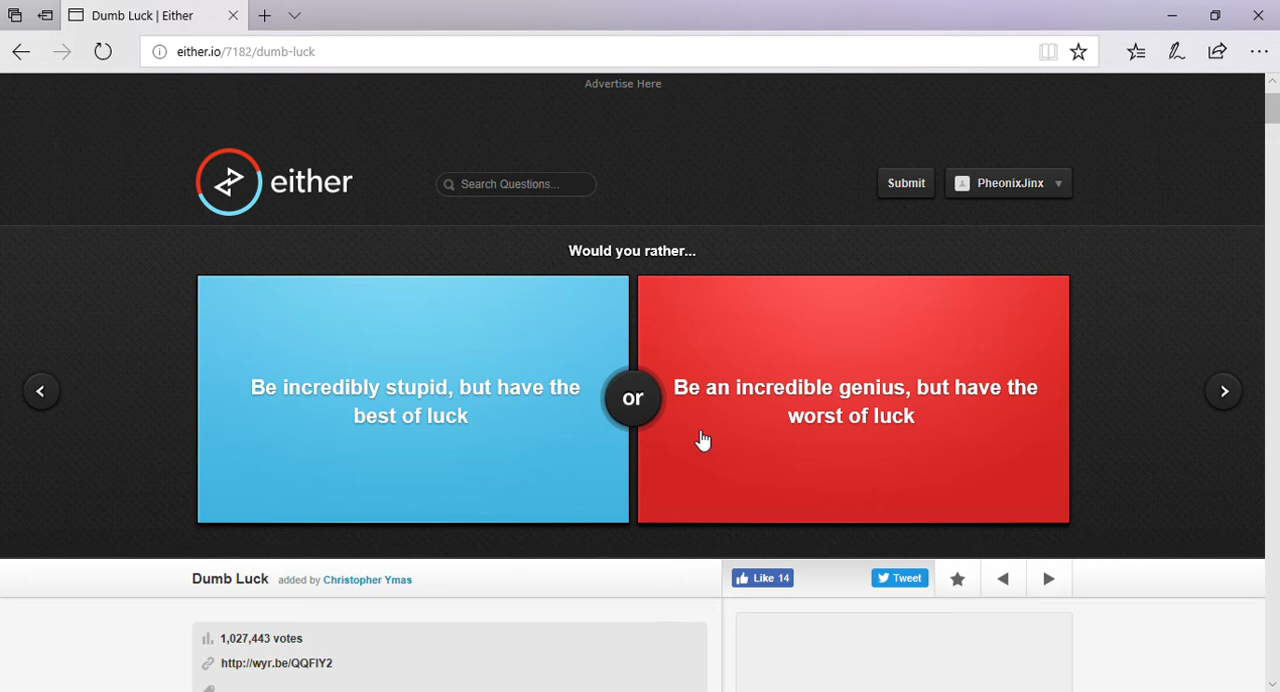 Dumb Luck | Either
either.io/7182/dumb-luck
Advertise Here
either
Search Questions...
Submit
PheonixJinx
Would you rather...
Be incredibly stupid, but have the
best of luck
or
Be an incredible genius, but have the
worst of luck
Dumb Luck added by Christopher Ymas
Like 14
Tweet
1,027,443 votes
http://wyr.be/QQFIY2